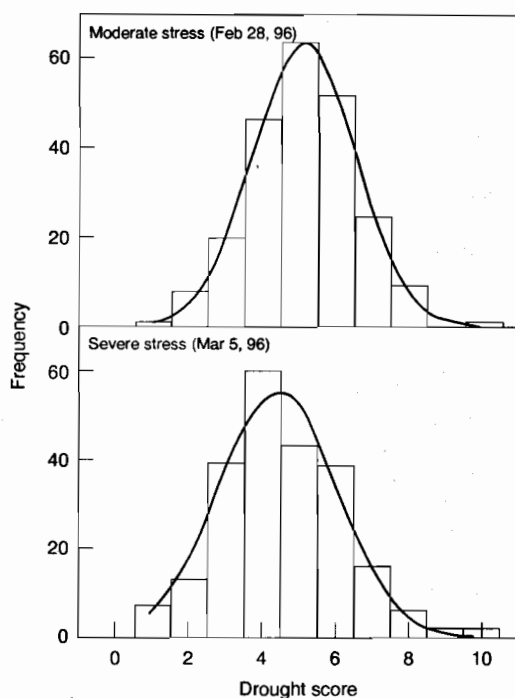 Moderate stress (Feb 28, 96)
60
40
20
0
Severe stress (Mar 5, 96)
60
40
20
0
Frequency
0 2 4 6 8 10
Drought score